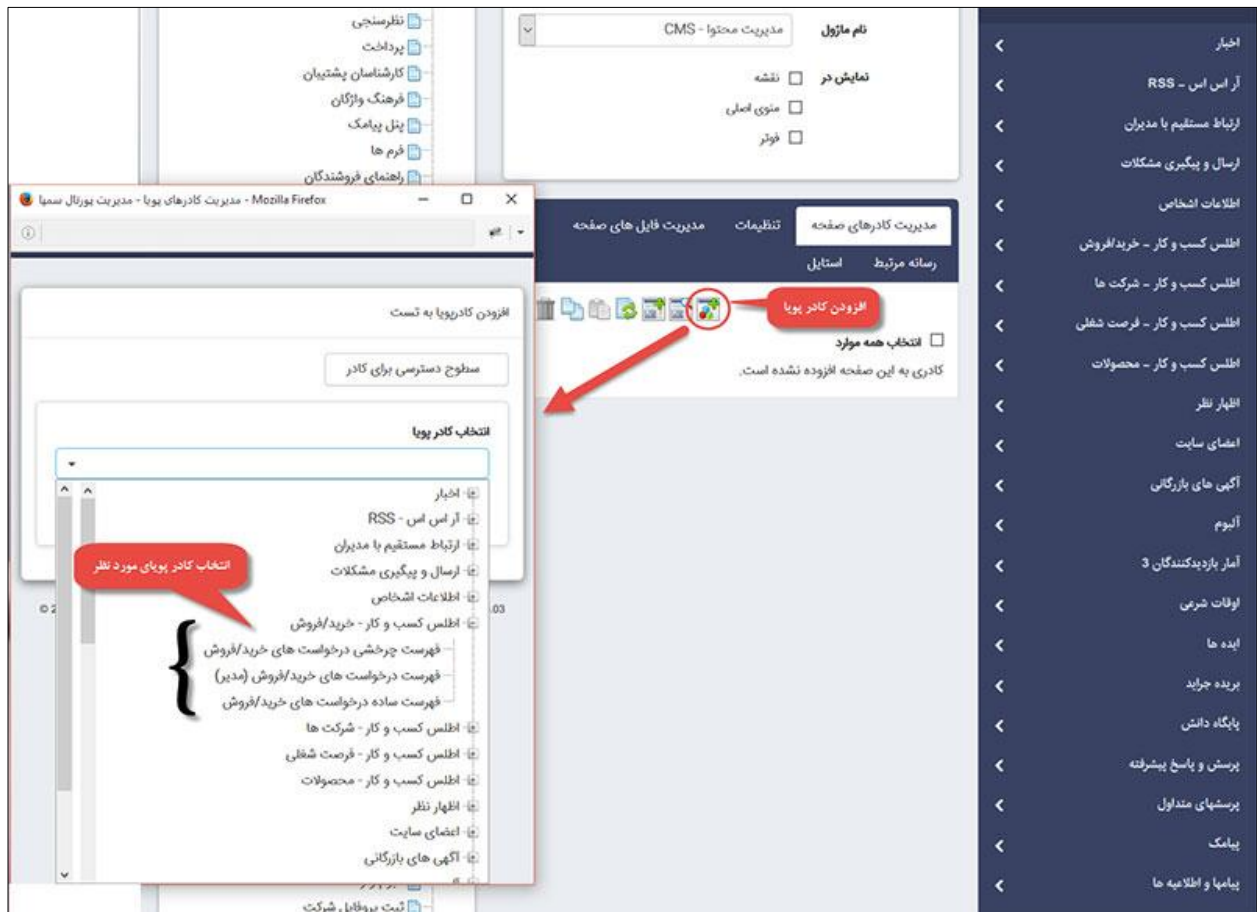 اخبار
آر اس اس - RSS
ارتباط مستقیم با مدیران
ارسال و پیگیری مشکلات
اطلاعات اشخاص
اطلس کسب و کار - خرید/فروش
اطلس کسب و کار - شرکت ها
اطلس کسب و کار - فرصت شغلی
اطلس کسب و کار - محصولات
اظهار نظر
اعضای سایت
آگهی های بازرگانی
آلبوم
آمار بازدیدکنندگان 3
اوقات شرعی
ایده ها
بریده جراید
پایگاه دانش
پرسش و پاسخ پیشرفته
پرسشهای متداول
پیامک
پیامها و اطلاعیه ها
نام ماژول
مدیریت محتوا - CMS
نمایش در
نقشه
منوی اصلی
فوتر
مدیریت کادرهای صفحه
تنظیمات
مدیریت فایل های صفحه
رسانه مرتبط
استایل
افزودن کادر پویا
انتخاب همه موارد
کادری به این صفحه افزوده نشده است.
نظرسنجی
پرداخت
کارشناسان پشتیبان
فرهنگ واژگان
پنل پیامک
فرم ها
راهنمای فروشندگان
مدیریت کادرهای پویا - مدیریت پورتال سمپا - Mozilla Firefox
افزودن کادرپویا به تست
سطوح دسترسی برای کادر
انتخاب کادر پویا
اخبار
آر اس اس - RSS
ارتباط مستقیم با مدیران
ارسال و پیگیری مشکلات
اطلاعات اشخاص
اطلس کسب و کار - خرید/فروش
فهرست چرخشی درخواست های خرید/فروش
فهرست درخواست های خرید/فروش (مدیر)
فهرست ساده درخواست های خرید/فروش
اطلس کسب و کار - شرکت ها
اطلس کسب و کار - فرصت شغلی
اطلس کسب و کار - محصولات
اظهار نظر
اعضای سایت
آگهی های بازرگانی
انتخاب کادر پویای مورد نظر
© 2
.03
ثبت پروفایل شرکت